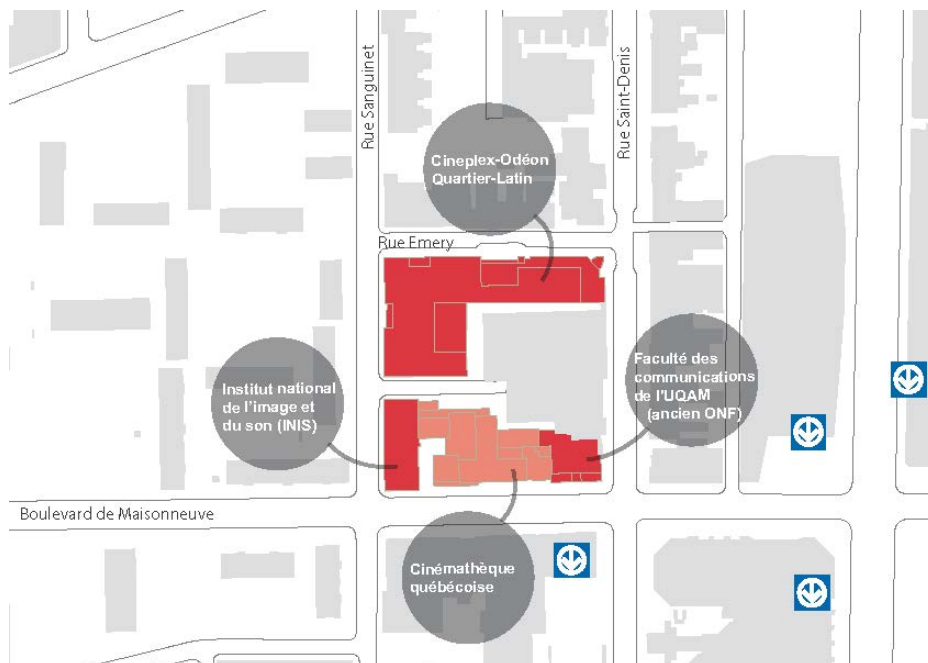 Rue Sanguinet
Rue Saint-Denis
Cineplex-Odéon
Quartier-Latin
Rue Emery
Institut national
de l'image et
du son (INIS)
Faculté des
communications
de l'UQAM
(ancien ONF)
Boulevard de Maisonneuve
Cinémathèque
québécoise